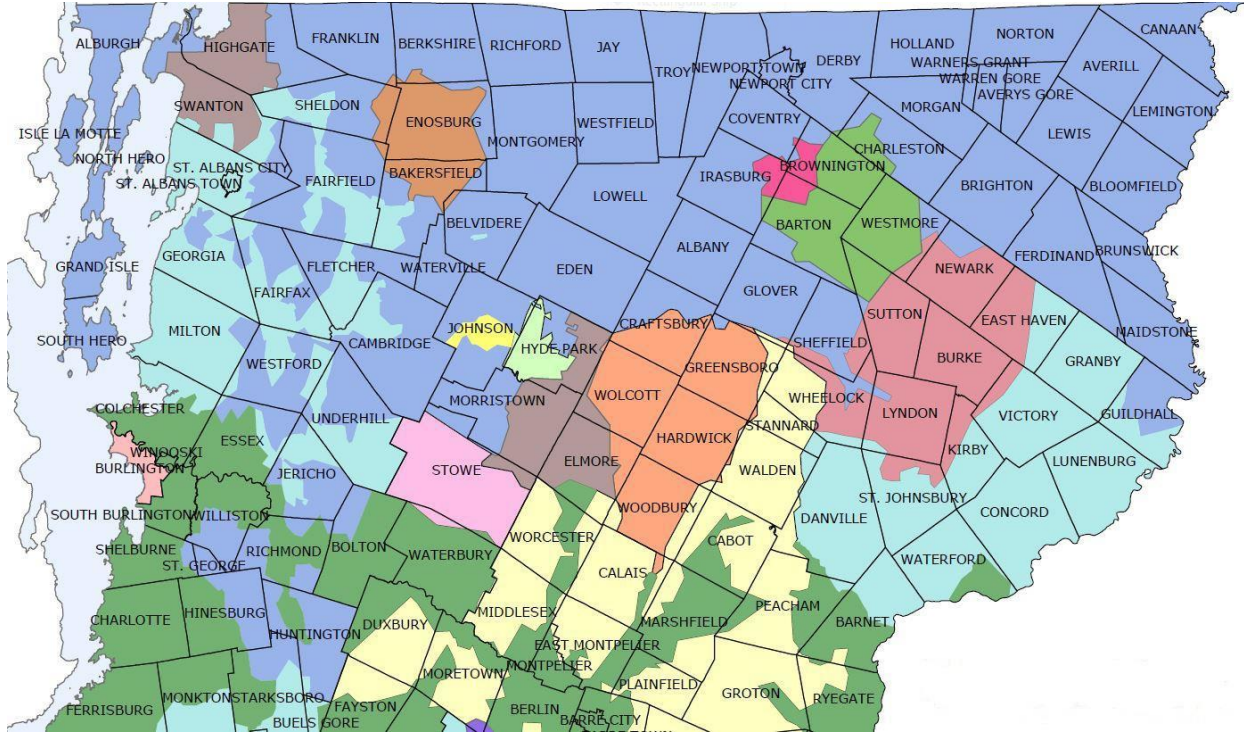 ALBURGH
HIGHGATE
FRANKLIN
BERKSHIRE
RICHFORD
JAY
TROY
NEWPORT TOWN
NEWPORT CITY
DERBY
HOLLAND
NORTON
CANAAN
WARNERS GRANT
WARREN GORE
AVERYS GORE
AVERILL
LEMINGTON
SWANTON
SHELDON
ENOSBURG
MONTGOMERY
WESTFIELD
COVENTRY
MORGAN
LEWIS
ISLE LA MOTTE
NORTH HERO
ST. ALBANS CITY
ST. ALBANS TOWN
FAIRFIELD
BAKERSFIELD
LOWELL
IRASBURG
BROWNINGTON
CHARLESTON
BRIGHTON
BLOOMFIELD
BELVIDERE
BARTON
WESTMORE
GRAND ISLE
GEORGIA
FLETCHER
WATERVILLE
EDEN
ALBANY
GLOVER
NEWARK
FERDINAND
BRUNSWICK
FAIRFAX
SOUTH HERO
MILTON
CAMBRIDGE
JOHNSON
HYDE PARK
CRAFTSBURY
SHEFFIELD
SUTTON
EAST HAVEN
MAIDSTONE
WESTFORD
GREENSBORO
BURKE
GRANBY
COLCHESTER
UNDERHILL
MORRISTOWN
WOLCOTT
WHEELOCK
LYNDON
VICTORY
GUILDHALL
ESSEX
STANNARD
HARDWICK
WINOOSKI
BURLINGTON
JERICHO
STOWE
ELMORE
WALDEN
KIRBY
LUNENBURG
SOUTH BURLINGTON
WILLISTON
WOODBURY
DANVILLE
ST. JOHNSBURY
CONCORD
SHELBURNE
ST. GEORGE
RICHMOND
BOLTON
WATERBURY
WORCESTER
CABOT
WATERFORD
CALAIS
CHARLOTTE
HINESBURG
HUNTINGTON
DUXBURY
MIDDLESEX
MARSHFIELD
PEACHAM
BARNET
EAST MONTPELIER
MONTPELIER
FERRISBURG
MONKTON
STARKSBORO
BUELS GORE
FAYSTON
MORETOWN
BERLIN
PLAINFIELD
BARRE CITY
GROTON
RYEGATE